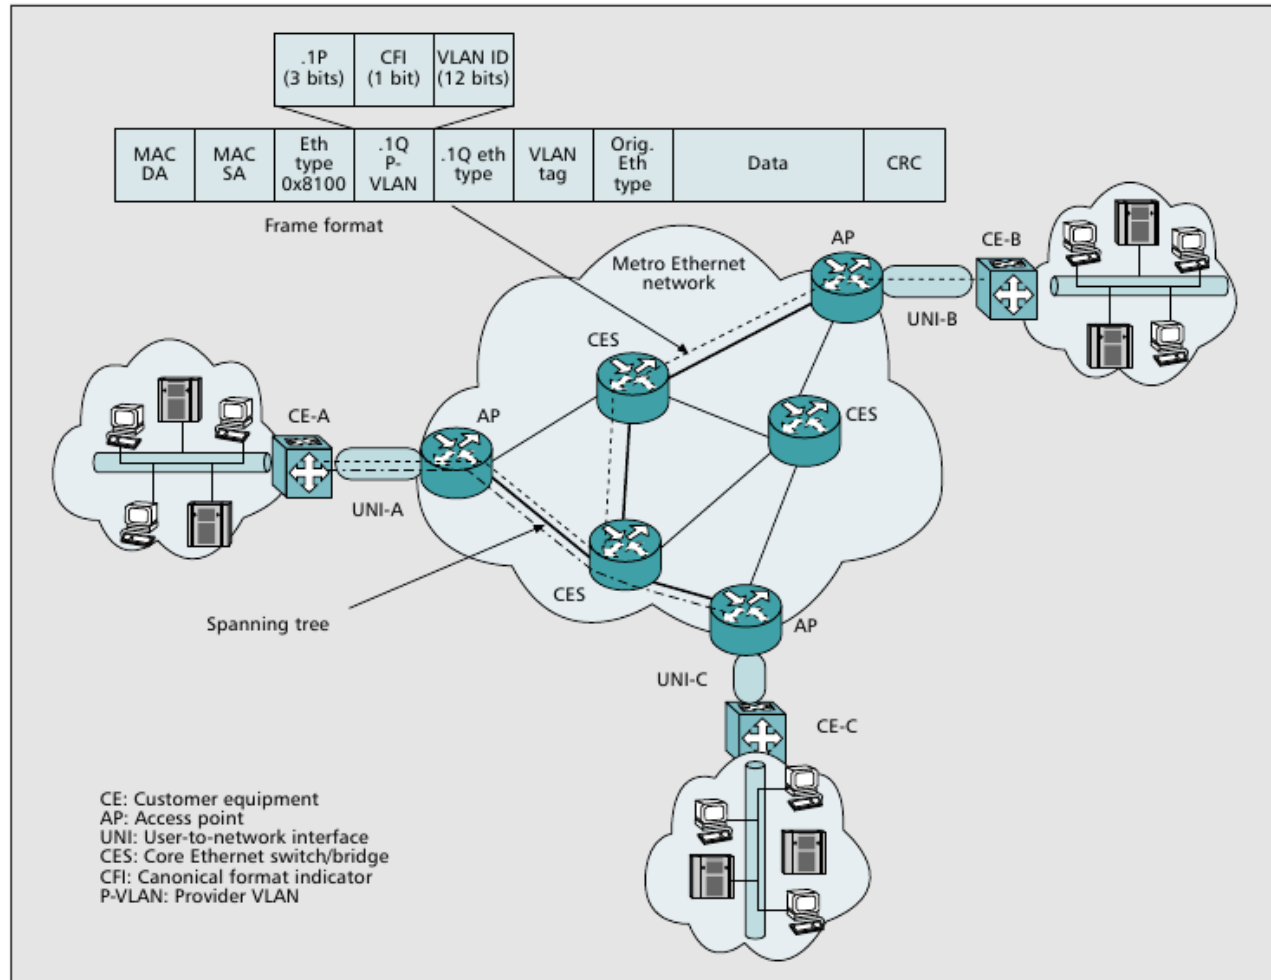 .1P
(3 bits)
CFI
(1 bit)
VLAN ID
(12 bits)
MAC
DA
MAC
SA
Eth
type
0x8100
.1Q
P-
VLAN
.1Q eth
type
VLAN
tag
Orig.
Eth
type
Data
CRC
Frame format
Metro Ethernet
network
AP
CE-B
UNI-B
CES
CES
CE-A
AP
UNI-A
CES
Spanning tree
AP
UNI-C
CE-C
CE: Customer equipment
AP: Access point
UNI: User-to-network interface
CES: Core Ethernet switch/bridge
CFI: Canonical format indicator
P-VLAN: Provider VLAN